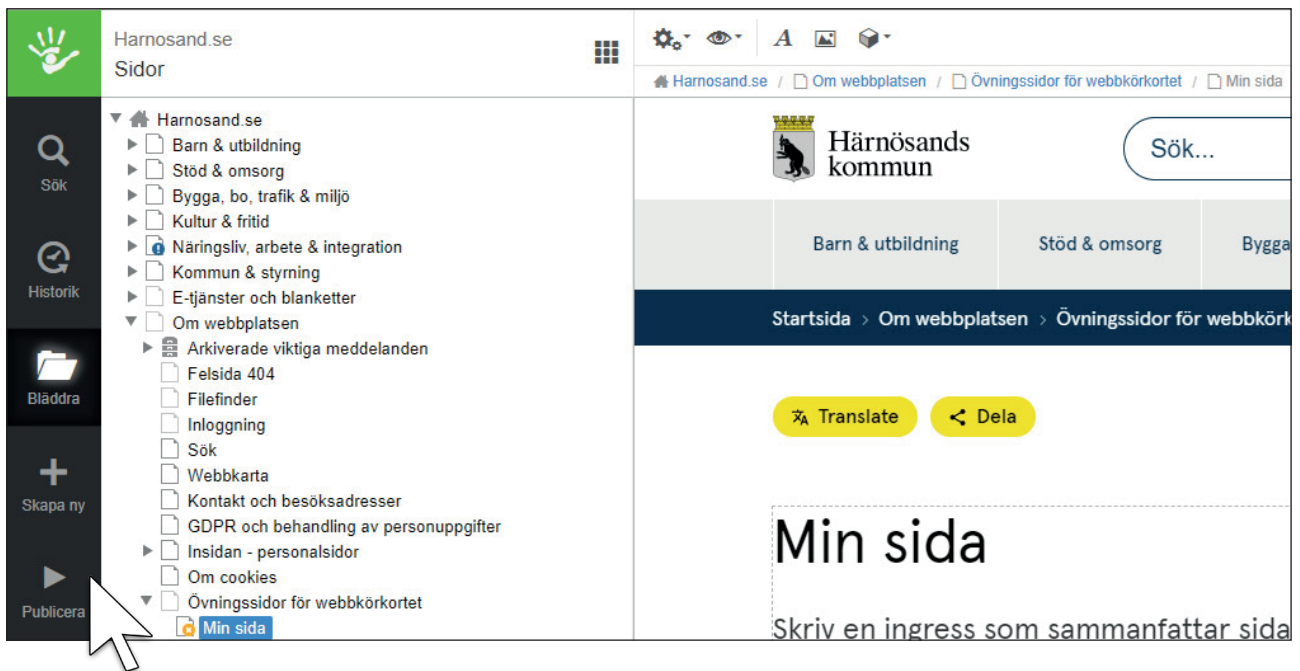 Harnosand.se
Sidor
Sök
Historik
Bläddra
Skapa ny
Publicera
Harnosand.se
Barn & utbildning
Stöd & omsorg
Bygga, bo, trafik & miljö
Kultur & fritid
Näringsliv, arbete & integration
Kommun & styrning
E-tjänster och blanketter
Om webbplatsen
Arkiverade viktiga meddelanden
Felsida 404
Filefinder
Inloggning
Sök
Webbkarta
Kontakt och besöksadresser
GDPR och behandling av personuppgifter
Insidan - personalsidor
Om cookies
Övningssidor för webbkörkortet
Min sida
A
Harnosand.se / Om webbplatsen / Övningssidor för webbkörkortet / Min sida
Härnösands
kommun
Sök...
Barn & utbildning Stöd & omsorg Bygga
Startsida > Om webbplatsen > Övningssidor för webbkörk
Translate Dela
Min sida
Skriv en ingress som sammanfattar sida